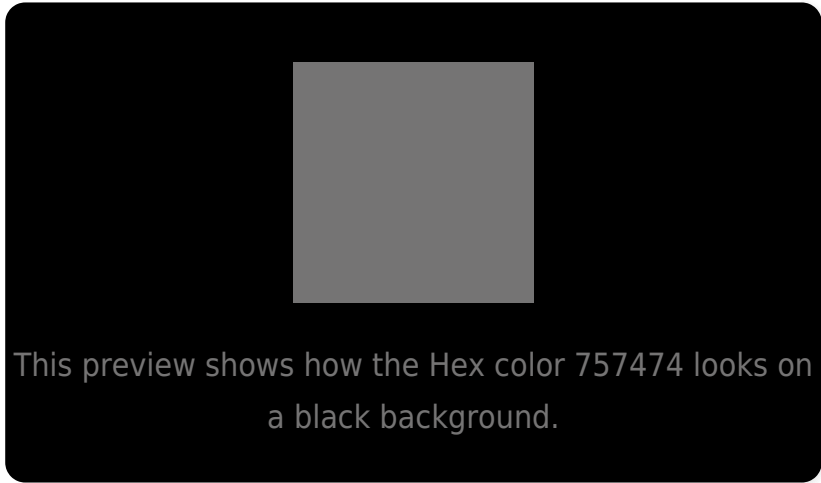 This preview shows how the Hex color 757474 looks on
a black background.